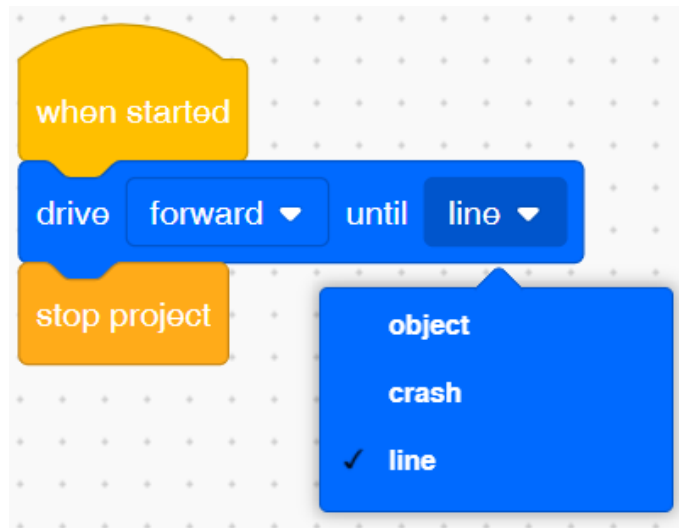 when started
drive forward until line
stop project
object
crash
✓ line